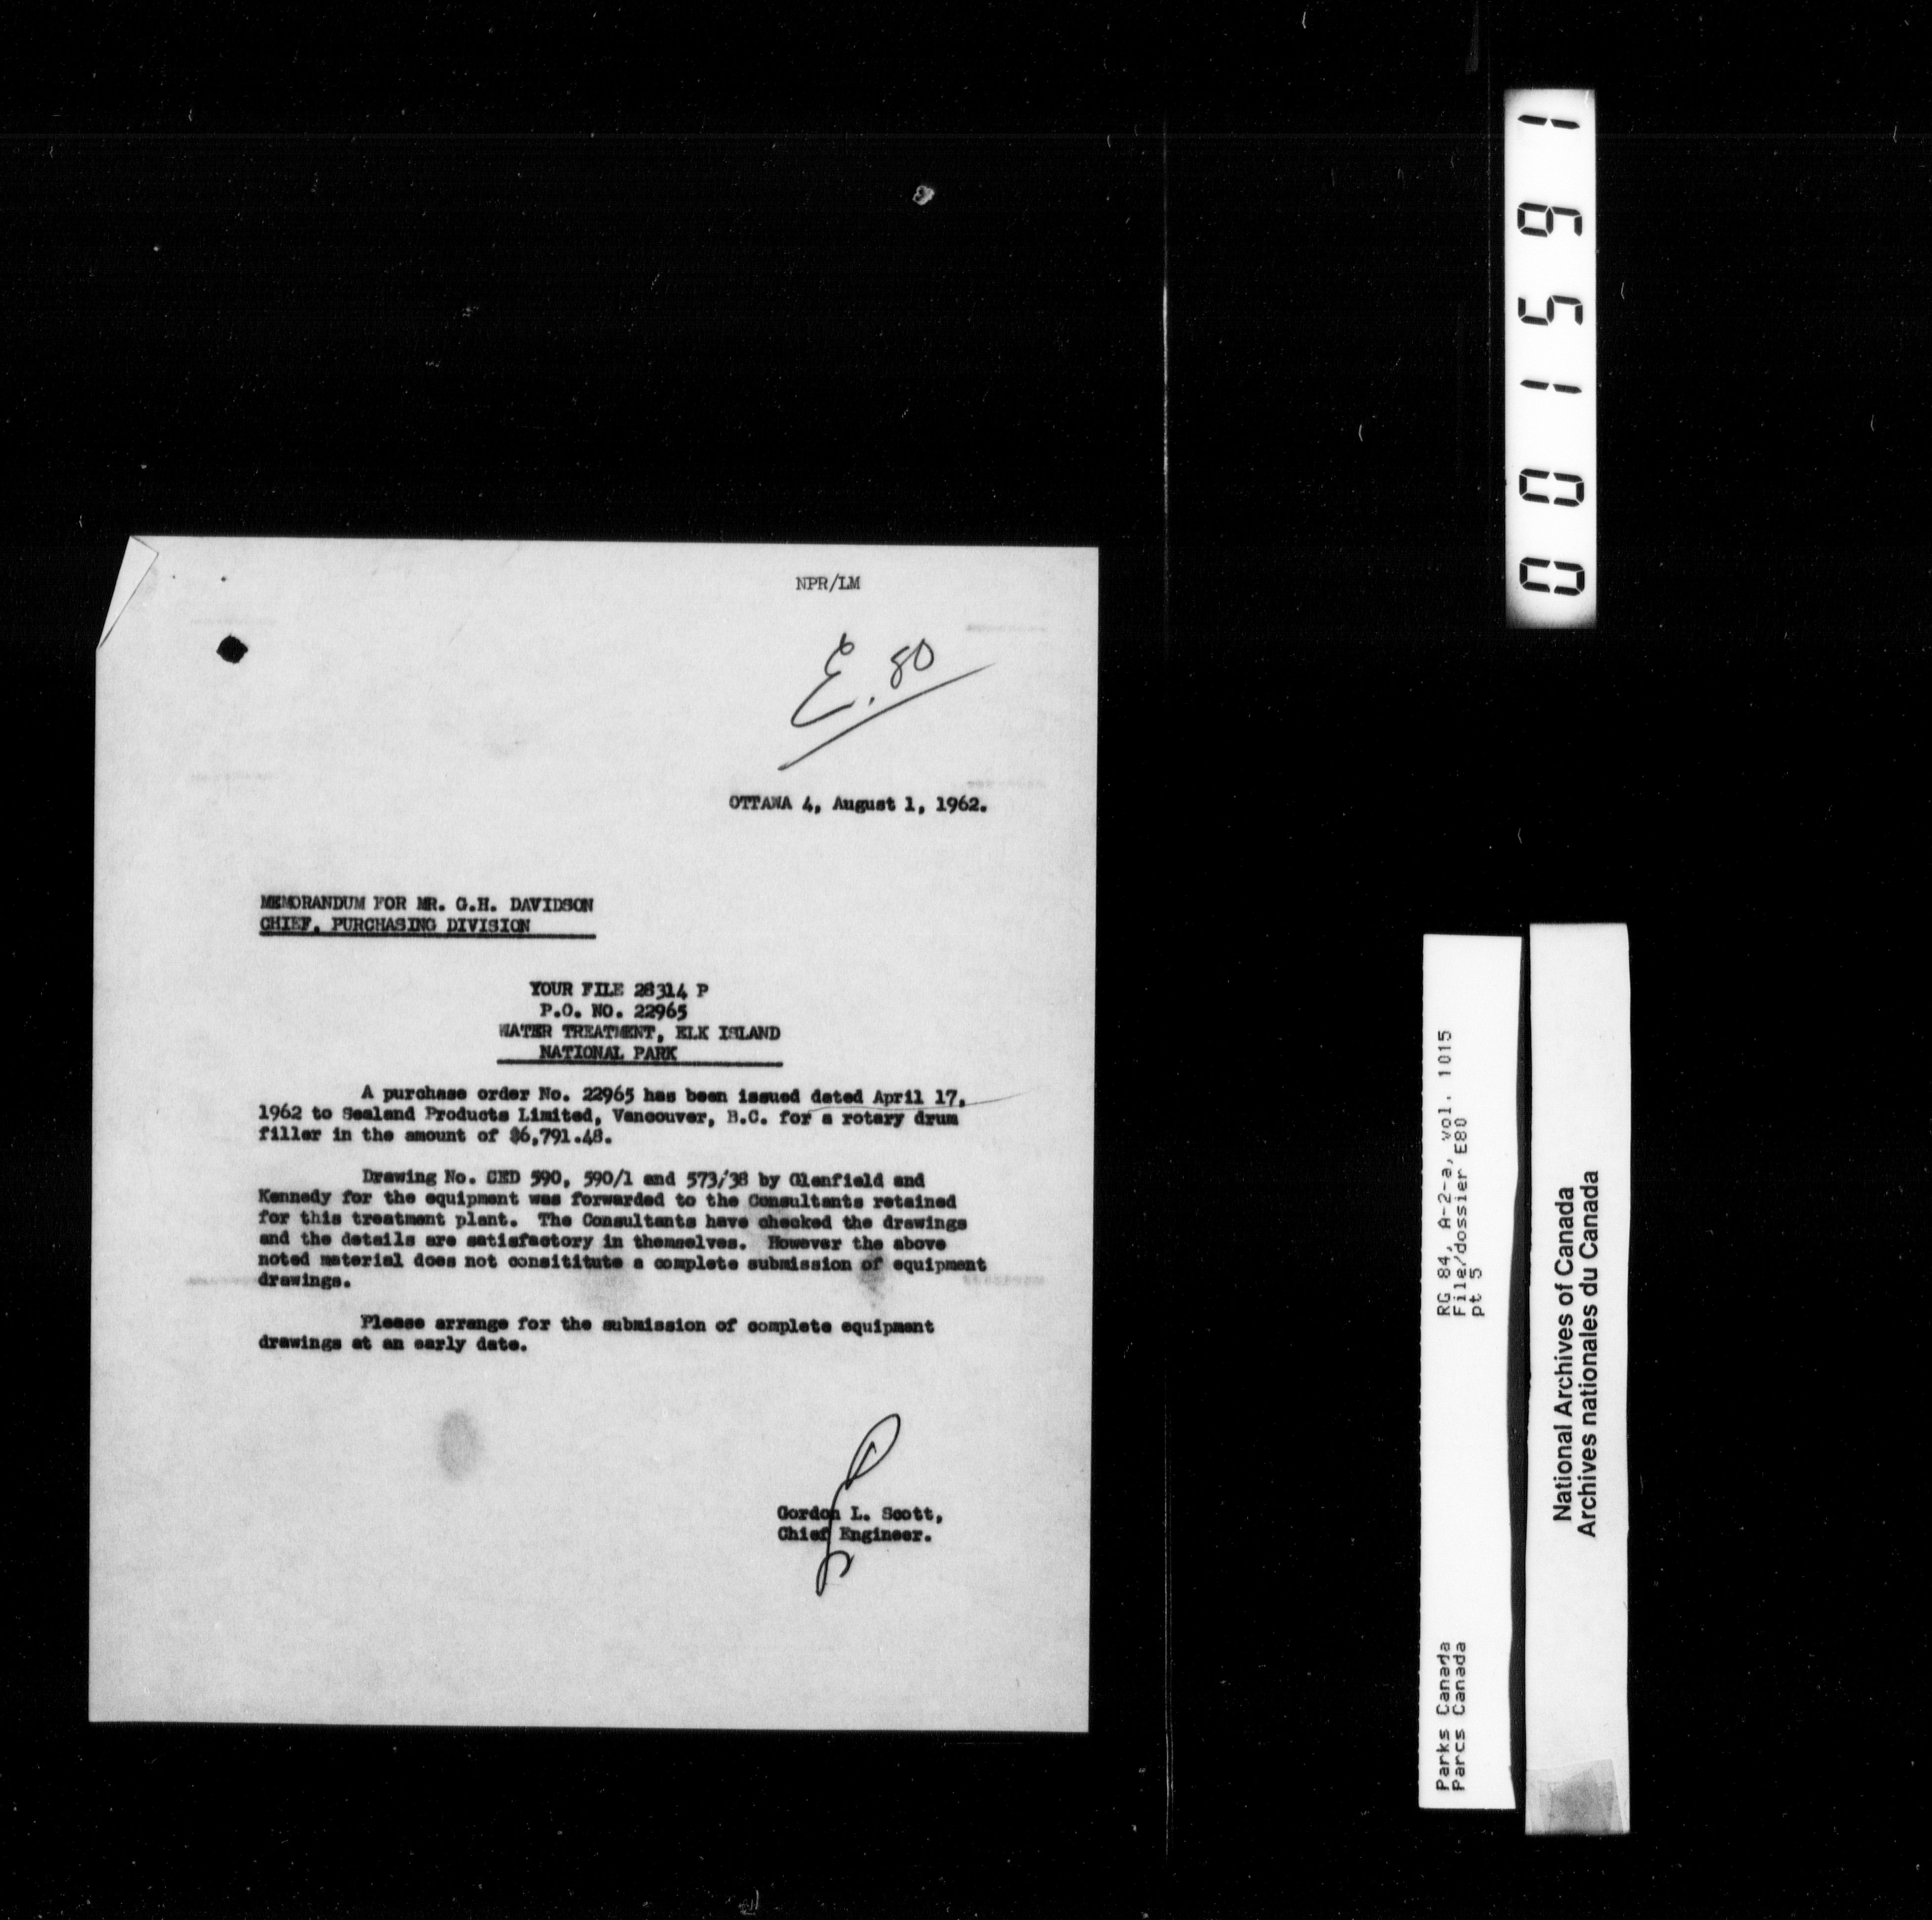 NPR/LM
E. 80
OTTAWA 4, August 1, 1962.
MEMORANDUM FOR MR. G.H. DAVIDSON
CHIEF, PURCHASING DIVISION
YOUR FILE 28314 P
P.O. NO. 22965
WATER TREATMENT, ELK ISLAND
NATIONAL PARK
A purchase order No. 22965 has been issued dated April 17,
1962 to Sealand Products Limited, Vancouver, B.C. for a rotary drum
filler in the amount of $6,791.48.
Drawing No. CED 590, 590/1 and 573/38 by Glenfield and
Kennedy for the equipment was forwarded to the Consultants retained
for this treatment plant. The Consultants have checked the drawings
and the details are satisfactory in themselves. However the above
noted material does not consititute a complete submission of equipment
drawings.
Please arrange for the submission of complete equipment
drawings at an early date.
Gordon L. Scott,
Chief Engineer.
001591
RG 84, A-2-a, vol. 1015
File/dossier E80
pt 5
Parks Canada
Parcs Canada
National Archives of Canada
Archives nationales du Canada